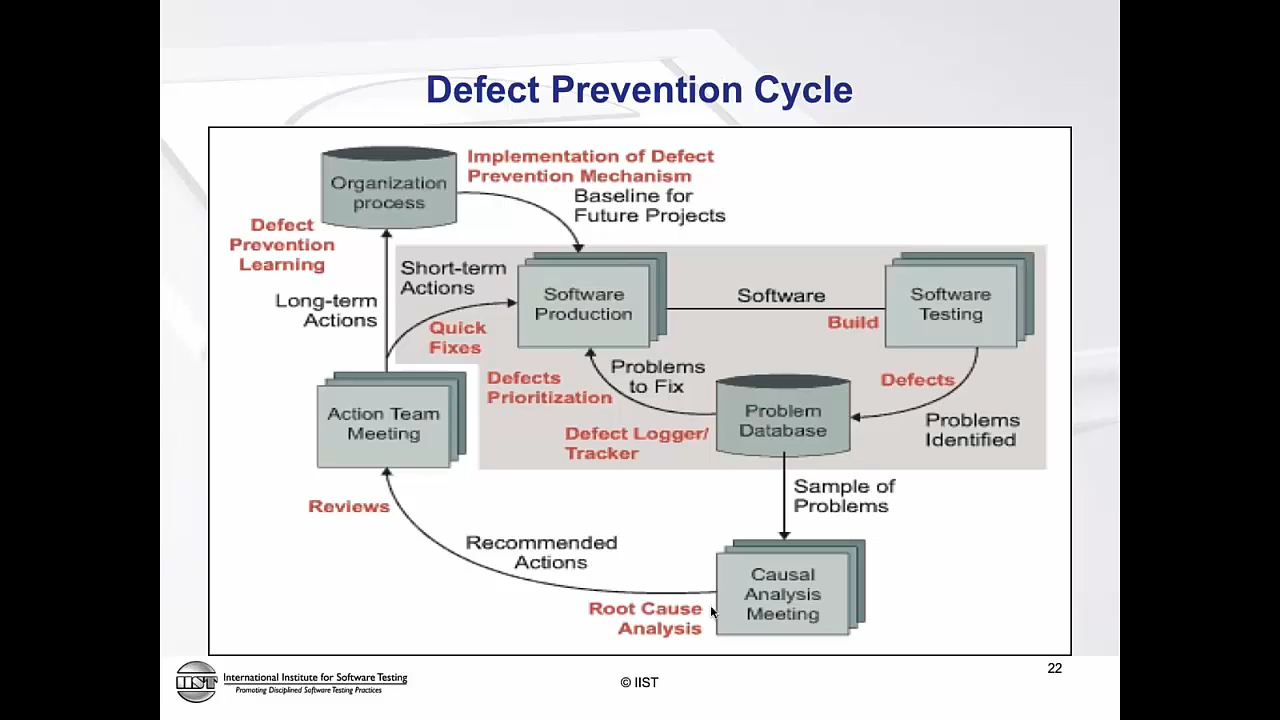 Defect Prevention Cycle
Organization
process
Implementation of Defect
Prevention Mechanism
Baseline for
Future Projects
Defect
Prevention
Learning
Long-term
Actions
Short-term
Actions
Quick
Fixes
Software
Production
Software
Build
Software
Testing
Defects
Problems
Identified
Problems
to Fix
Defects
Prioritization
Defect Logger/
Tracker
Problem
Database
Action Team
Meeting
Sample of
Problems
Reviews
Recommended
Actions
Root Cause
Analysis
Causal
Analysis
Meeting
IIST
International Institute for Software Testing
Promoting Disciplined Software Testing Practices
© IIST
22